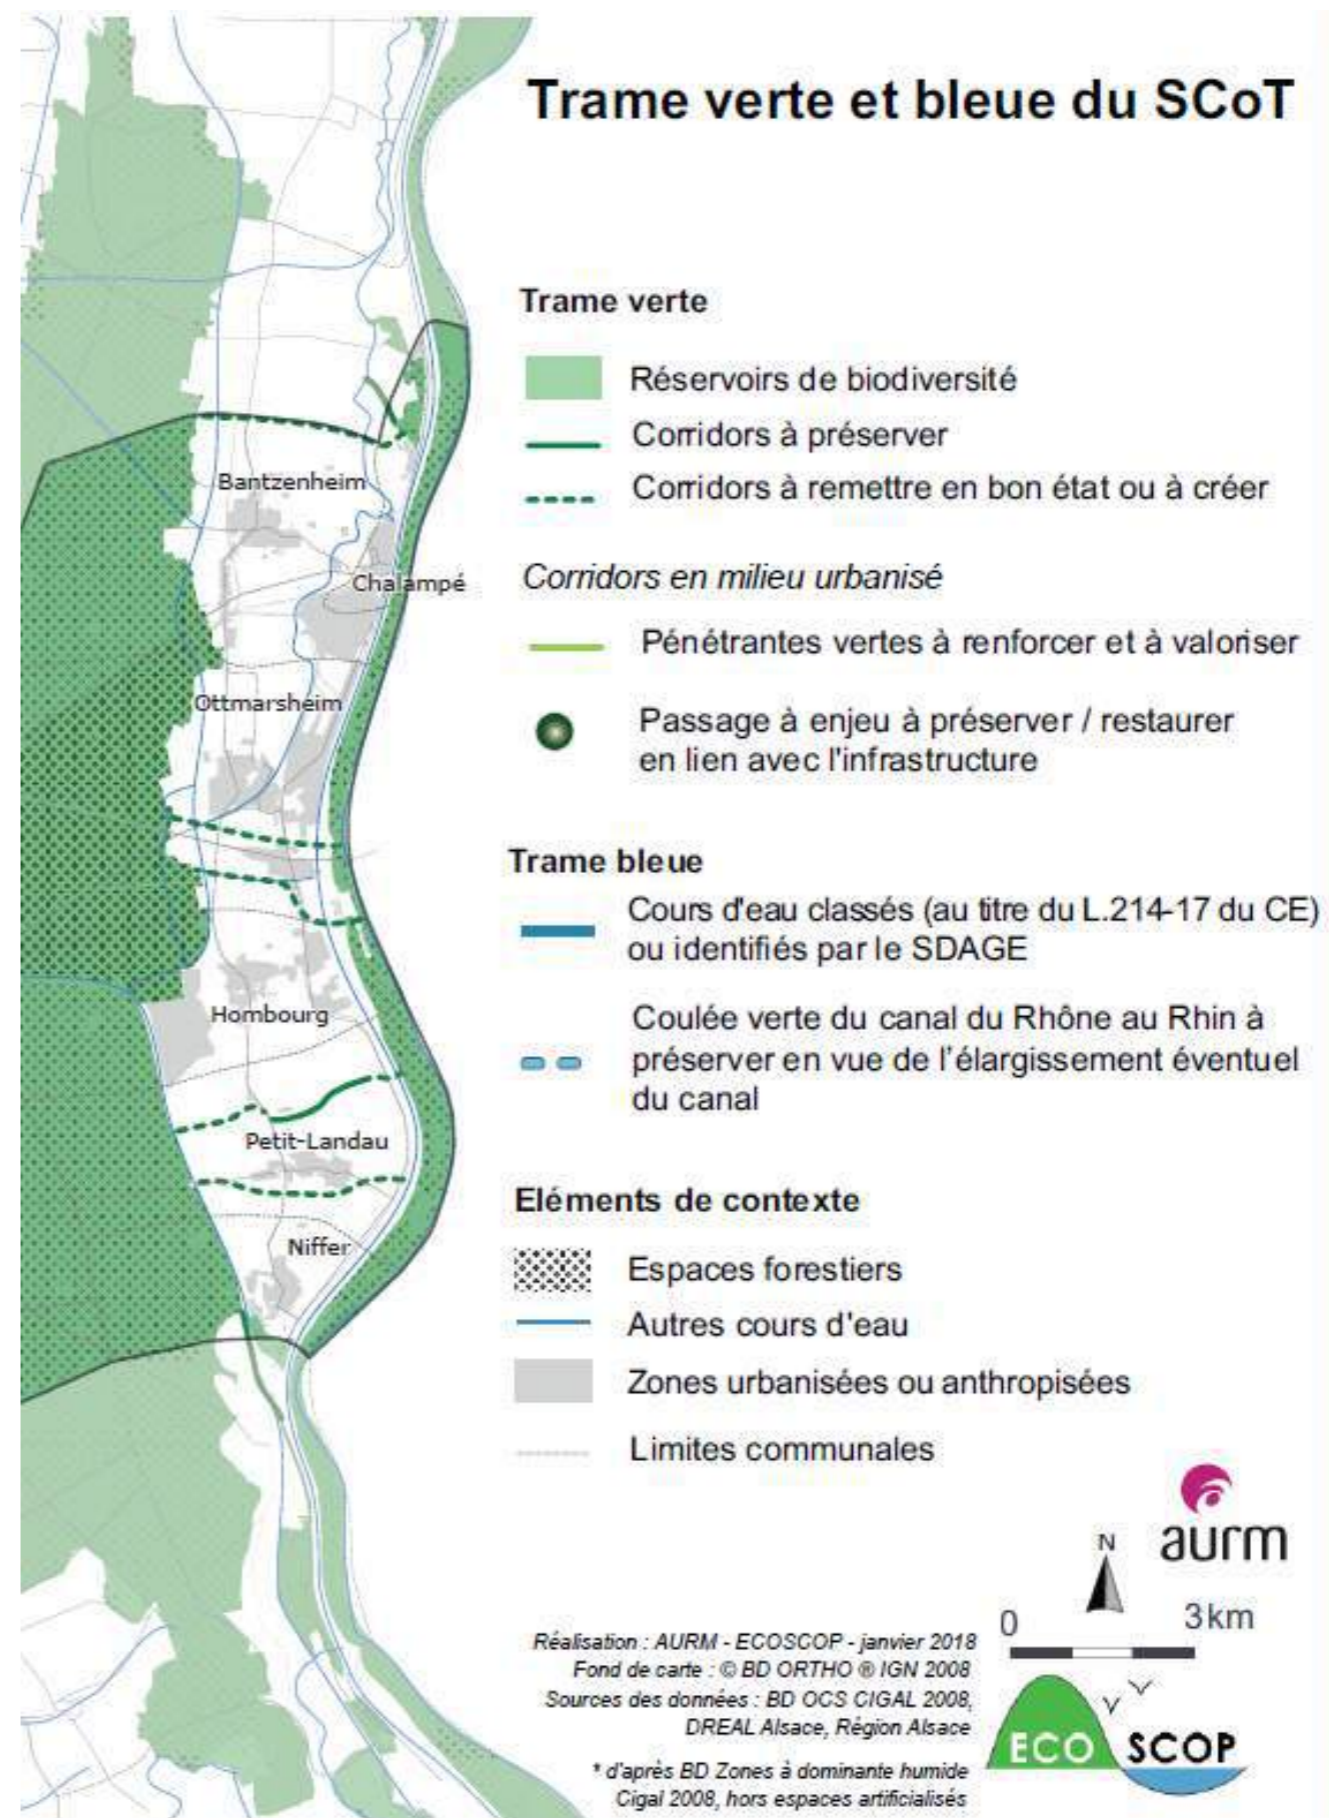 Trame verte et bleue du SCoT
Trame verte
Réservoirs de biodiversité
Corridors à préserver
Corridors à remettre en bon état ou à créer
Corridors en milieu urbanisé
Pénétrantes vertes à renforcer et à valoriser
Passage à enjeu à préserver / restaurer
en lien avec l'infrastructure
Trame bleue
Cours d'eau classés (au titre du L.214-17 du CE)
ou identifiés par le SDAGE
Coulée verte du canal du Rhône au Rhin à
préserver en vue de l'élargissement éventuel
du canal
Eléments de contexte
Espaces forestiers
Autres cours d'eau
Zones urbanisées ou anthropisées
Limites communales
Bantzenheim
Chalampé
Ottmarsheim
Hombourg
Petit-Landau
Niffer
aurm
N
0 3km
Réalisation : AURM - ECOSCOP - janvier 2018
Fond de carte : © BD ORTHO ® IGN 2008
Sources des données : BD OCS CIGAL 2008,
DREAL Alsace, Région Alsace
* d'après BD Zones à dominante humide
Cigal 2008, hors espaces artificialisés
ECO SCOP